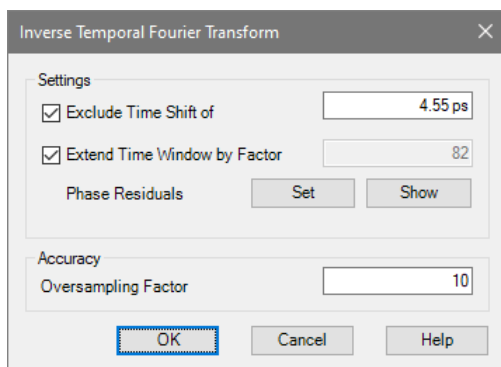 Inverse Temporal Fourier Transform
Settings
Exclude Time Shift of 4.55 ps
Extend Time Window by Factor 82
Phase Residuals Set Show
Accuracy
Oversampling Factor 10
OK Cancel Help